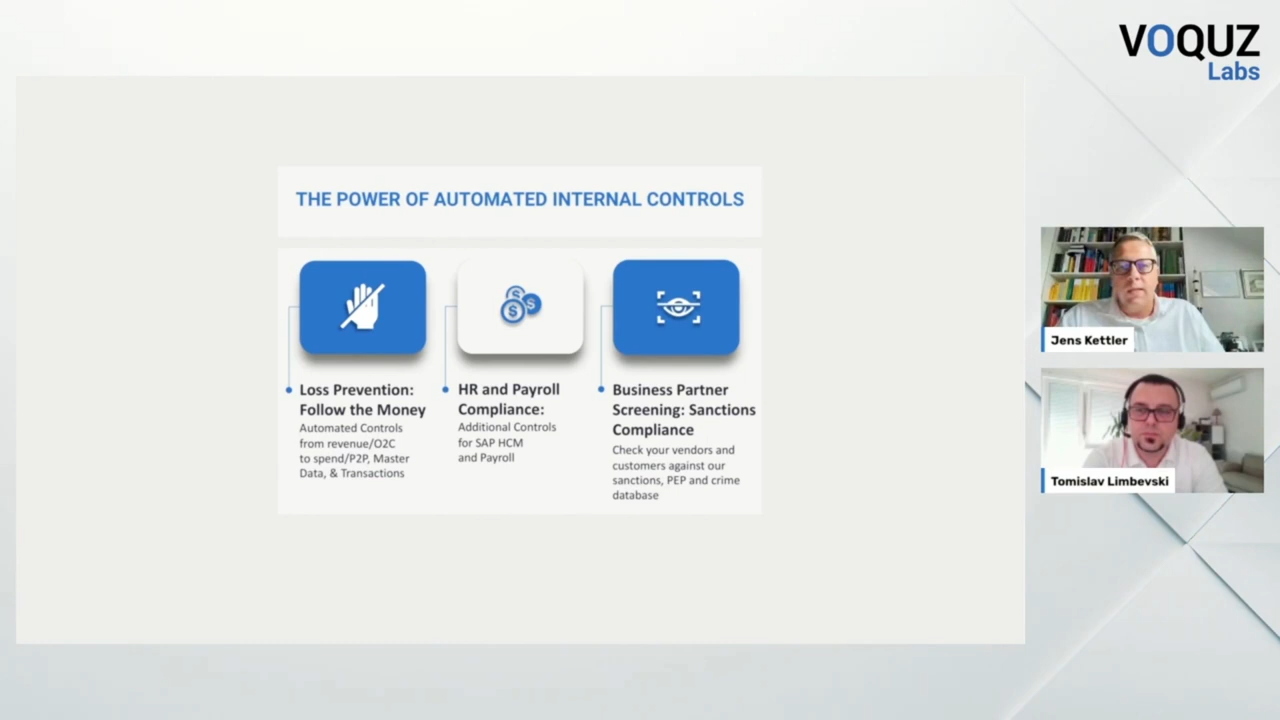 VOQUZ
Labs
THE POWER OF AUTOMATED INTERNAL CONTROLS
Loss Prevention:
Follow the Money
Automated Controls
from revenue/O2C
to spend/P2P, Master
Data, & Transactions
HR and Payroll
Compliance:
Additional Controls
for SAP HCM
and Payroll
Business Partner
Screening: Sanctions
Compliance
Check your vendors and
customers against our
sanctions, PEP and crime
database
Jens Kettler
Tomislav Limbevski